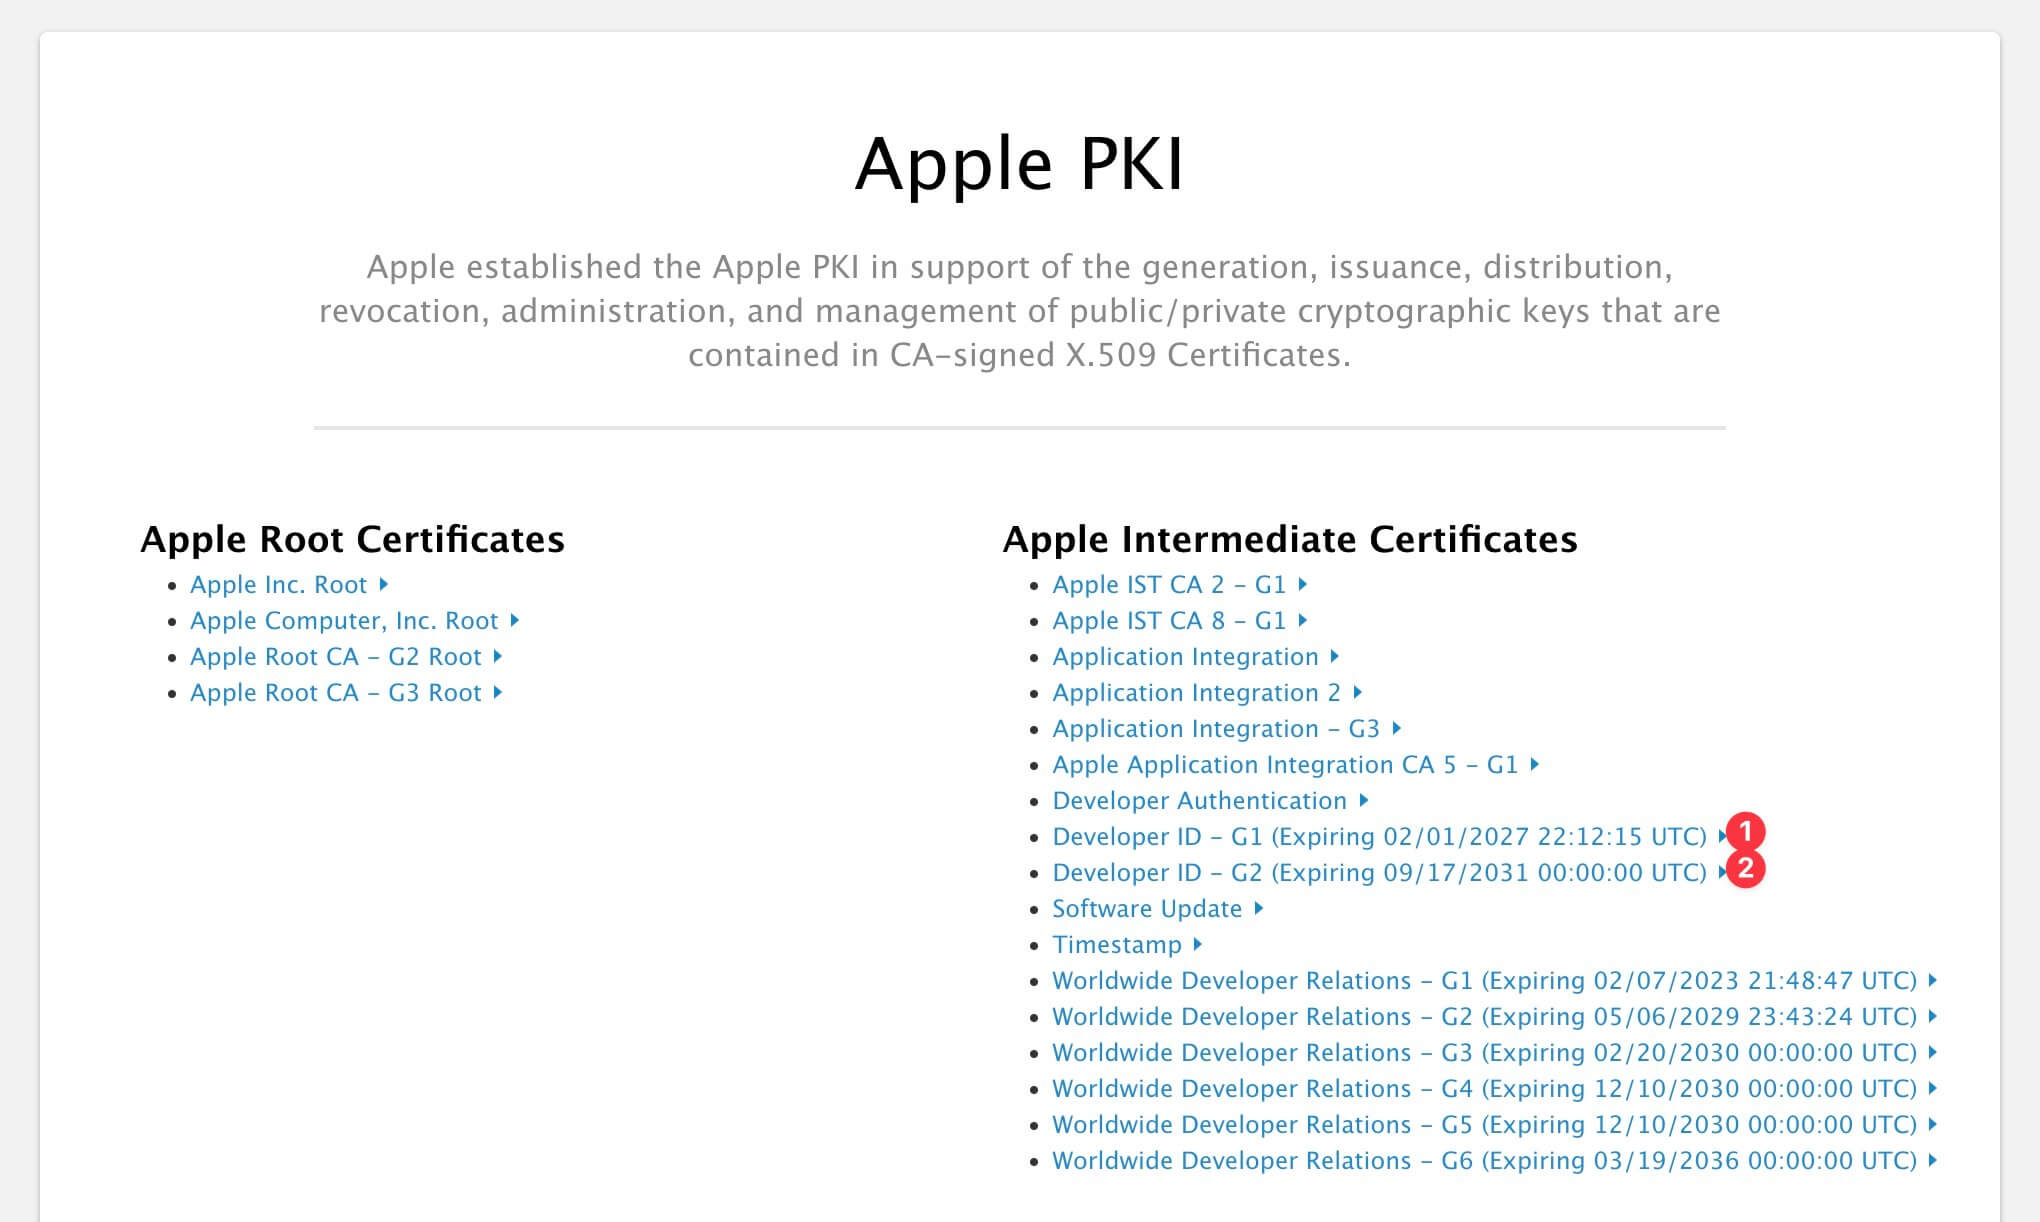 Apple PKI
Apple established the Apple PKI in support of the generation, issuance, distribution,
revocation, administration, and management of public/private cryptographic keys that are
contained in CA-signed X.509 Certificates.
Apple Root Certificates
Apple Inc. Root
Apple Computer, Inc. Root
Apple Root CA - G2 Root
Apple Root CA - G3 Root
Apple Intermediate Certificates
Apple IST CA 2 - G1
Apple IST CA 8 - G1
Application Integration
Application Integration 2
Application Integration - G3
Apple Application Integration CA 5 - G1
Developer Authentication
Developer ID - G1 (Expiring 02/01/2027 22:12:15 UTC) 1
Developer ID - G2 (Expiring 09/17/2031 00:00:00 UTC) 2
Software Update
Timestamp
Worldwide Developer Relations - G1 (Expiring 02/07/2023 21:48:47 UTC)
Worldwide Developer Relations - G2 (Expiring 05/06/2029 23:43:24 UTC)
Worldwide Developer Relations - G3 (Expiring 02/20/2030 00:00:00 UTC)
Worldwide Developer Relations - G4 (Expiring 12/10/2030 00:00:00 UTC)
Worldwide Developer Relations - G5 (Expiring 12/10/2030 00:00:00 UTC)
Worldwide Developer Relations - G6 (Expiring 03/19/2036 00:00:00 UTC)